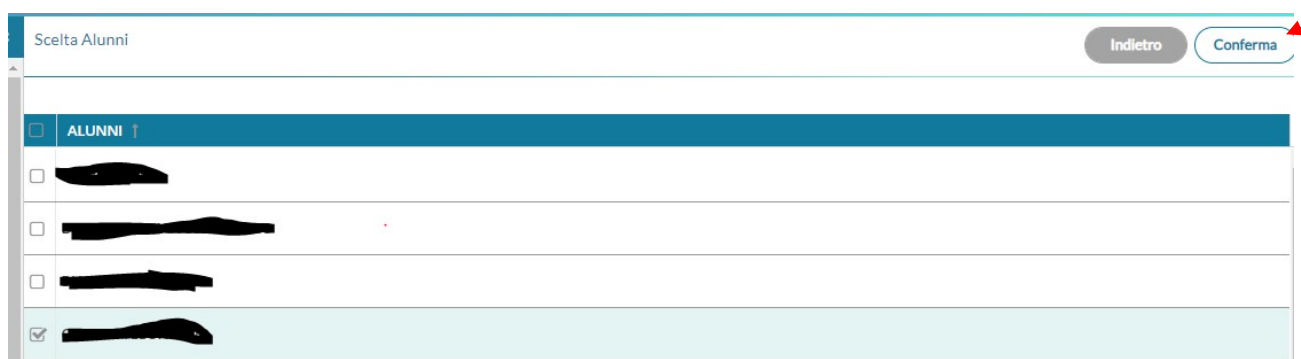 Scelta Alunni
Indietro
Conferma
ALUNNI ↑